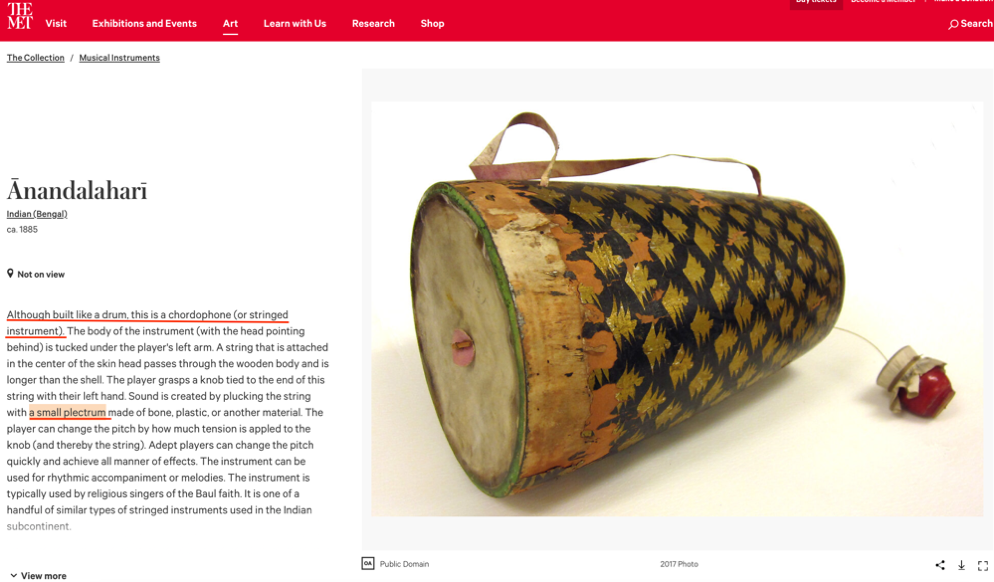 THE
MET
Visit
Exhibitions and Events
Art
Learn with Us
Research
Shop
Search
The Collection / Musical Instruments
Ānandalaharī
Indian (Bengal)
ca. 1885
Not on view
Although built like a drum, this is a chordophone (or stringed
instrument). The body of the instrument (with the head pointing
behind) is tucked under the player's left arm. A string that is attached
in the center of the skin head passes through the wooden body and is
longer than the shell. The player grasps a knob tied to the end of this
string with their left hand. Sound is created by plucking the string
with a small plectrum made of bone, plastic, or another material. The
player can change the pitch by how much tension is applied to the
knob (and thereby the string). Adept players can change the pitch
quickly and achieve all manner of effects. The instrument can be
used for rhythmic accompaniment or melodies. The instrument is
typically used by religious singers of the Baul faith. It is one of a
handful of similar types of stringed instruments used in the Indian
subcontinent.
View more
OA Public Domain
2017 Photo